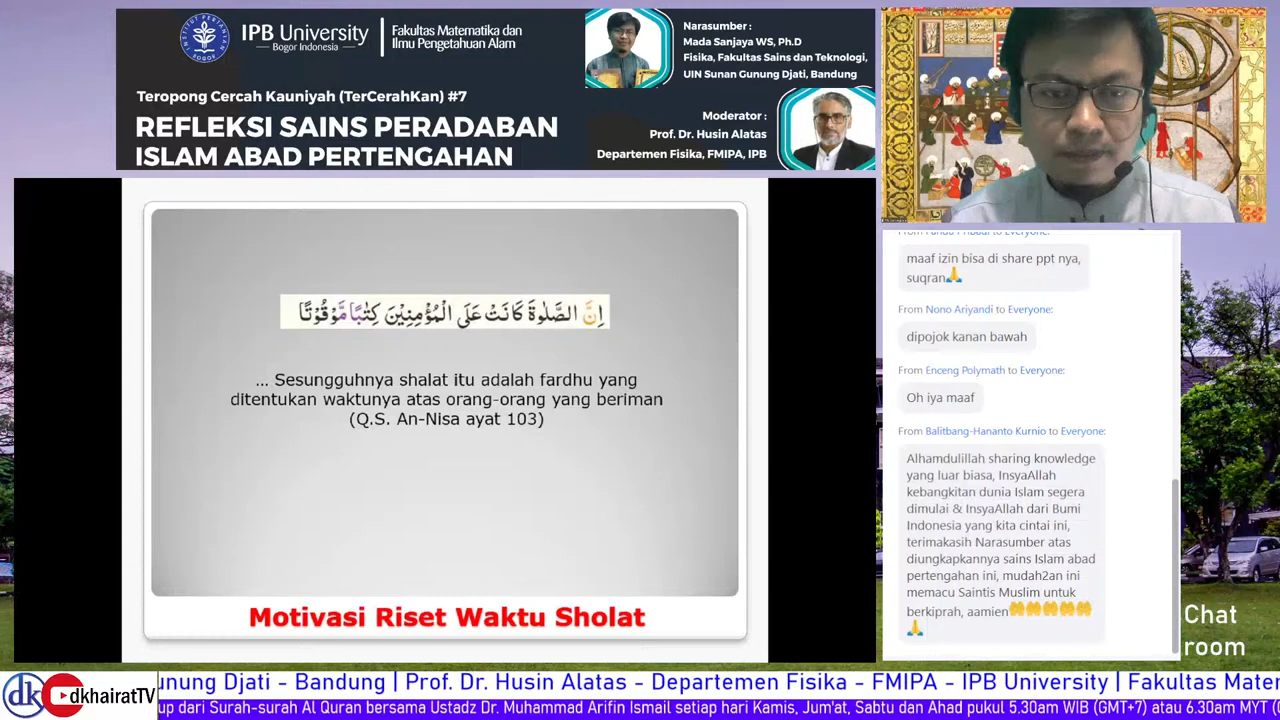 IPB University
Bogor Indonesia
Fakultas Matematika dan
Ilmu Pengetahuan Alam
Teropong Cercah Kauniyah (TerCerahKan) #7
REFLEKSI SAINS PERADABAN
ISLAM ABAD PERTENGAHAN
Narasumber :
Mada Sanjaya WS, Ph.D
Fisika, Fakultas Sains dan Teknologi,
UIN Sunan Gunung Djati, Bandung
Moderator :
Prof. Dr. Husin Alatas
Departemen Fisika, FMIPA, IPB
اِنَّ الصَّلٰوةَ كَانَتْ عَلَى الْمُؤْمِنِيْنَ كِتٰبًا مَّوْقُوْتًا
... Sesungguhnya shalat itu adalah fardhu yang
ditentukan waktunya atas orang-orang yang beriman
(Q.S. An-Nisa ayat 103)
Motivasi Riset Waktu Sholat
to Everyone:
maaf izin bisa di share ppt nya,
suqran🙏
From Nono Ariyandi to Everyone:
dipojok kanan bawah
From Enceng Polymath to Everyone:
Oh iya maaf
From Balitbang-Hananto Kurnio to Everyone:
Alhamdulillah sharing knowledge
yang luar biasa, InsyaAllah
kebangkitan dunia Islam segera
dimulai & InsyaAllah dari Bumi
Indonesia yang kita cintai ini,
terimakasih Narasumber atas
diungkapkannya sains Islam abad
pertengahan ini, mudah2an ini
memacu Saintis Muslim untuk
berkiprah, aamien🤲🤲🤲🤲🤲
🙏
Chat
room
dk
dkhairatTV
unung Djati - Bandung | Prof. Dr. Husin Alatas - Departemen Fisika - FMIPA - IPB University | Fakultas Matem
up dari Surah-surah Al Quran bersama Ustadz Dr. Muhammad Arifin Ismail setiap hari Kamis, Jum'at, Sabtu dan Ahad pukul 5.30am WIB (GMT+7) atau 6.30am MYT (